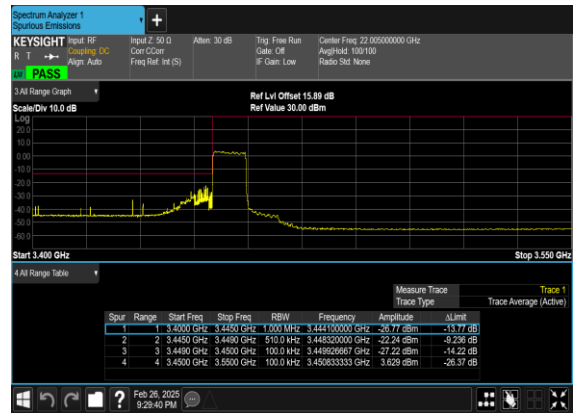 Spectrum Analyzer 1
Spurious Emissions
+
KEYSIGHT Input: RF Input Z: 50 Ω Atten: 30 dB Trig: Free Run Center Freq: 22.005000000 GHz
R T Coupling: DC Corr CCorr Gate: Off Avg|Hold: 100/100
Align: Auto Freq Ref: Int (S) IF Gain: Low Radio Std: None
LXI PASS
3 All Range Graph
Ref Lvl Offset 15.89 dB
Scale/Div 10.0 dB Ref Value 30.00 dBm
Log
20.0
10.0
0.00
-10.0
-20.0
-30.0
-40.0
-50.0
-60.0
Start 3.400 GHz Stop 3.550 GHz
4 All Range Table
Measure Trace Trace 1
Trace Type Trace Average (Active)
Spur Range Start Freq Stop Freq RBW Frequency Amplitude ΔLimit
1 1 3.4000 GHz 3.4450 GHz 1.000 MHz 3.444100000 GHz -26.77 dBm -13.77 dB
2 2 3.4450 GHz 3.4490 GHz 510.0 kHz 3.448320000 GHz -22.24 dBm -9.236 dB
3 3 3.4490 GHz 3.4500 GHz 100.0 kHz 3.449926667 GHz -27.22 dBm -14.22 dB
4 4 3.4500 GHz 3.5500 GHz 100.0 kHz 3.450833333 GHz 3.629 dBm -26.37 dB
? Feb 26, 2025
9:29:40 PM